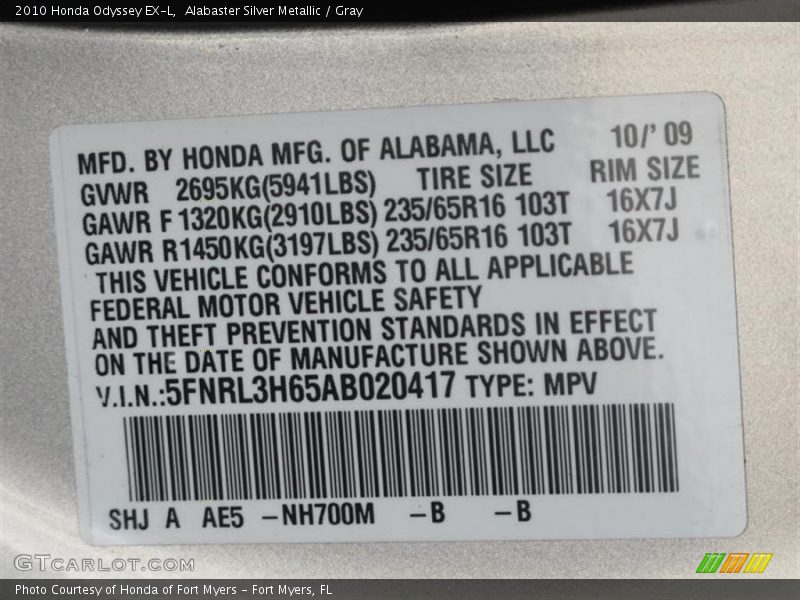 2010 Honda Odyssey EX-L, Alabaster Silver Metallic / Gray
MFD. BY HONDA MFG. OF ALABAMA, LLC 10/' 09
GVWR 2695KG(5941LBS) TIRE SIZE RIM SIZE
GAWR F 1320KG(2910LBS) 235/65R16 103T 16X7J
GAWR R1450KG(3197LBS) 235/65R16 103T 16X7J
THIS VEHICLE CONFORMS TO ALL APPLICABLE
FEDERAL MOTOR VEHICLE SAFETY
AND THEFT PREVENTION STANDARDS IN EFFECT
ON THE DATE OF MANUFACTURE SHOWN ABOVE.
V.I.N.:5FNRL3H65AB020417 TYPE: MPV
SHJ A AE5 -NH700M -B -B
GTCARLOT.COM
Photo Courtesy of Honda of Fort Myers - Fort Myers, FL